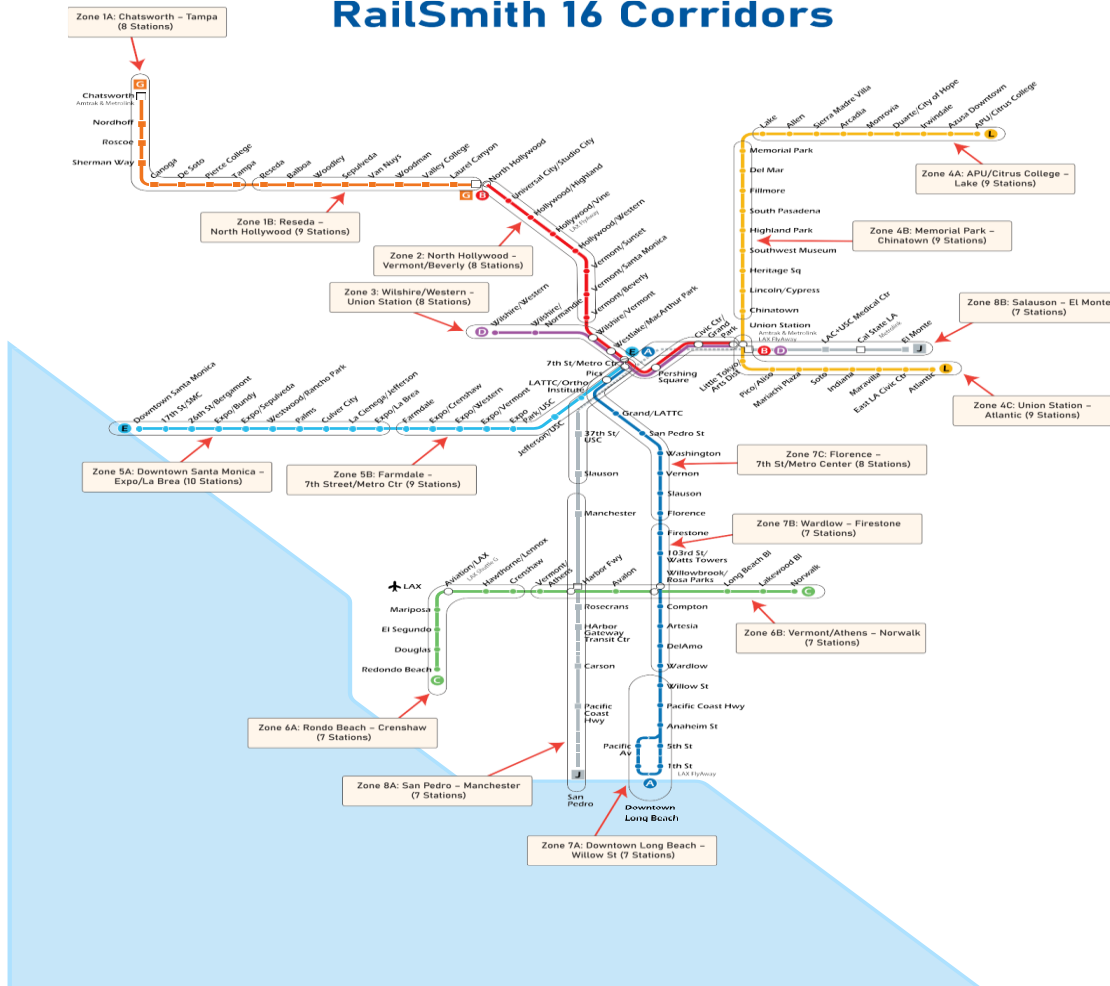 RailSmith 16 Corridors
Zone 1A: Chatsworth – Tampa
(8 Stations)
G
Chatsworth
Amtrak & Metrolink
Nordhoff
Roscoe
Sherman Way
Canoga
De Soto
Pierce College
Tampa
Reseda
Balboa
Woodley
Sepulveda
Van Nuys
Woodman
Valley College
Laurel Canyon
North Hollywood
G
B
Universal City/Studio City
Hollywood/Highland
Hollywood/Vine
LAX FlyAway
Hollywood/Western
Vermont/Sunset
Vermont/Santa Monica
Vermont/Beverly
Zone 1B: Reseda –
North Hollywood (9 Stations)
Zone 2: North Hollywood –
Vermont/Beverly (8 Stations)
Zone 3: Wilshire/Western –
Union Station (8 Stations)
D
Wilshire/Western
Wilshire/
Normandie
Wilshire/Vermont
Westlake/MacArthur Park
E
A
7th St/Metro Ctr
Pics
LATTC/Ortho
Institute
Pershing
Square
Civic Ctr/
Grand
Park
Lake
Allen
Sierra Madre Villa
Arcadia
Monrovia
Duarte/City of Hope
Irwindale
Azusa Downtown
APU/Citrus College
L
Zone 4A: APU/Citrus College –
Lake (9 Stations)
Memorial Park
Del Mar
Fillmore
South Pasadena
Highland Park
Southwest Museum
Heritage Sq
Lincoln/Cypress
Chinatown
Zone 4B: Memorial Park –
Chinatown (9 Stations)
Union Station
Amtrak & Metrolink
LAX FlyAway
B
D
LAC+USC Medical Ctr
Cal State LA
Metrolink
El Monte
J
Zone 8B: Salauson – El Monte
(7 Stations)
Little Tokyo/
Arts Dist
Pico/Aliso
Mariachi Plaza
Soto
Indiana
Maravilla
East LA Civic Ctr
Atlantic
L
Zone 4C: Union Station –
Atlantic (9 Stations)
E
Downtown Santa Monica
17th St/SMC
26th St/Bergamont
Expo/Bundy
Expo/Sepulveda
Westwood/Rancho Park
Palms
Culver City
La Cienega/Jefferson
Expo/La Brea
Farmdale
Expo/Crenshaw
Expo/Western
Expo/Vermont
Expo
Park/USC
Jefferson/USC
Zone 5A: Downtown Santa Monica –
Expo/La Brea (10 Stations)
Zone 5B: Farmdale –
7th Street/Metro Ctr (9 Stations)
37th St/
USC
Slauson
Manchester
Grand/LATTC
San Pedro St
Washington
Vernon
Slauson
Florence
Firestone
103rd St/
Watts Towers
Willowbrook/
Rosa Parks
Compton
Artesia
DelAmo
Wardlow
Willow St
Pacific Coast Hwy
Anaheim St
5th St
1th St
LAX FlyAway
Pacific
Av
A
Downtown
Long Beach
Zone 7C: Florence –
7th St/Metro Center (8 Stations)
Zone 7B: Wardlow – Firestone
(7 Stations)
LAX
Aviation/LAX
LAX Shuttle G
Hawthorne/Lennox
Crenshaw
Vermont/
Athens
Harbor Fwy
Avalon
Long Beach Bl
Lakewood Bl
Norwalk
C
Mariposa
El Segundo
Douglas
Redondo Beach
C
Zone 6B: Vermont/Athens – Norwalk
(7 Stations)
Rosecrans
HArbor
Gateway
Transit Ctr
Carson
Pacific
Coast
Hwy
J
San
Pedro
Zone 6A: Rondo Beach – Crenshaw
(7 Stations)
Zone 8A: San Pedro – Manchester
(7 Stations)
Zone 7A: Downtown Long Beach –
Willow St (7 Stations)